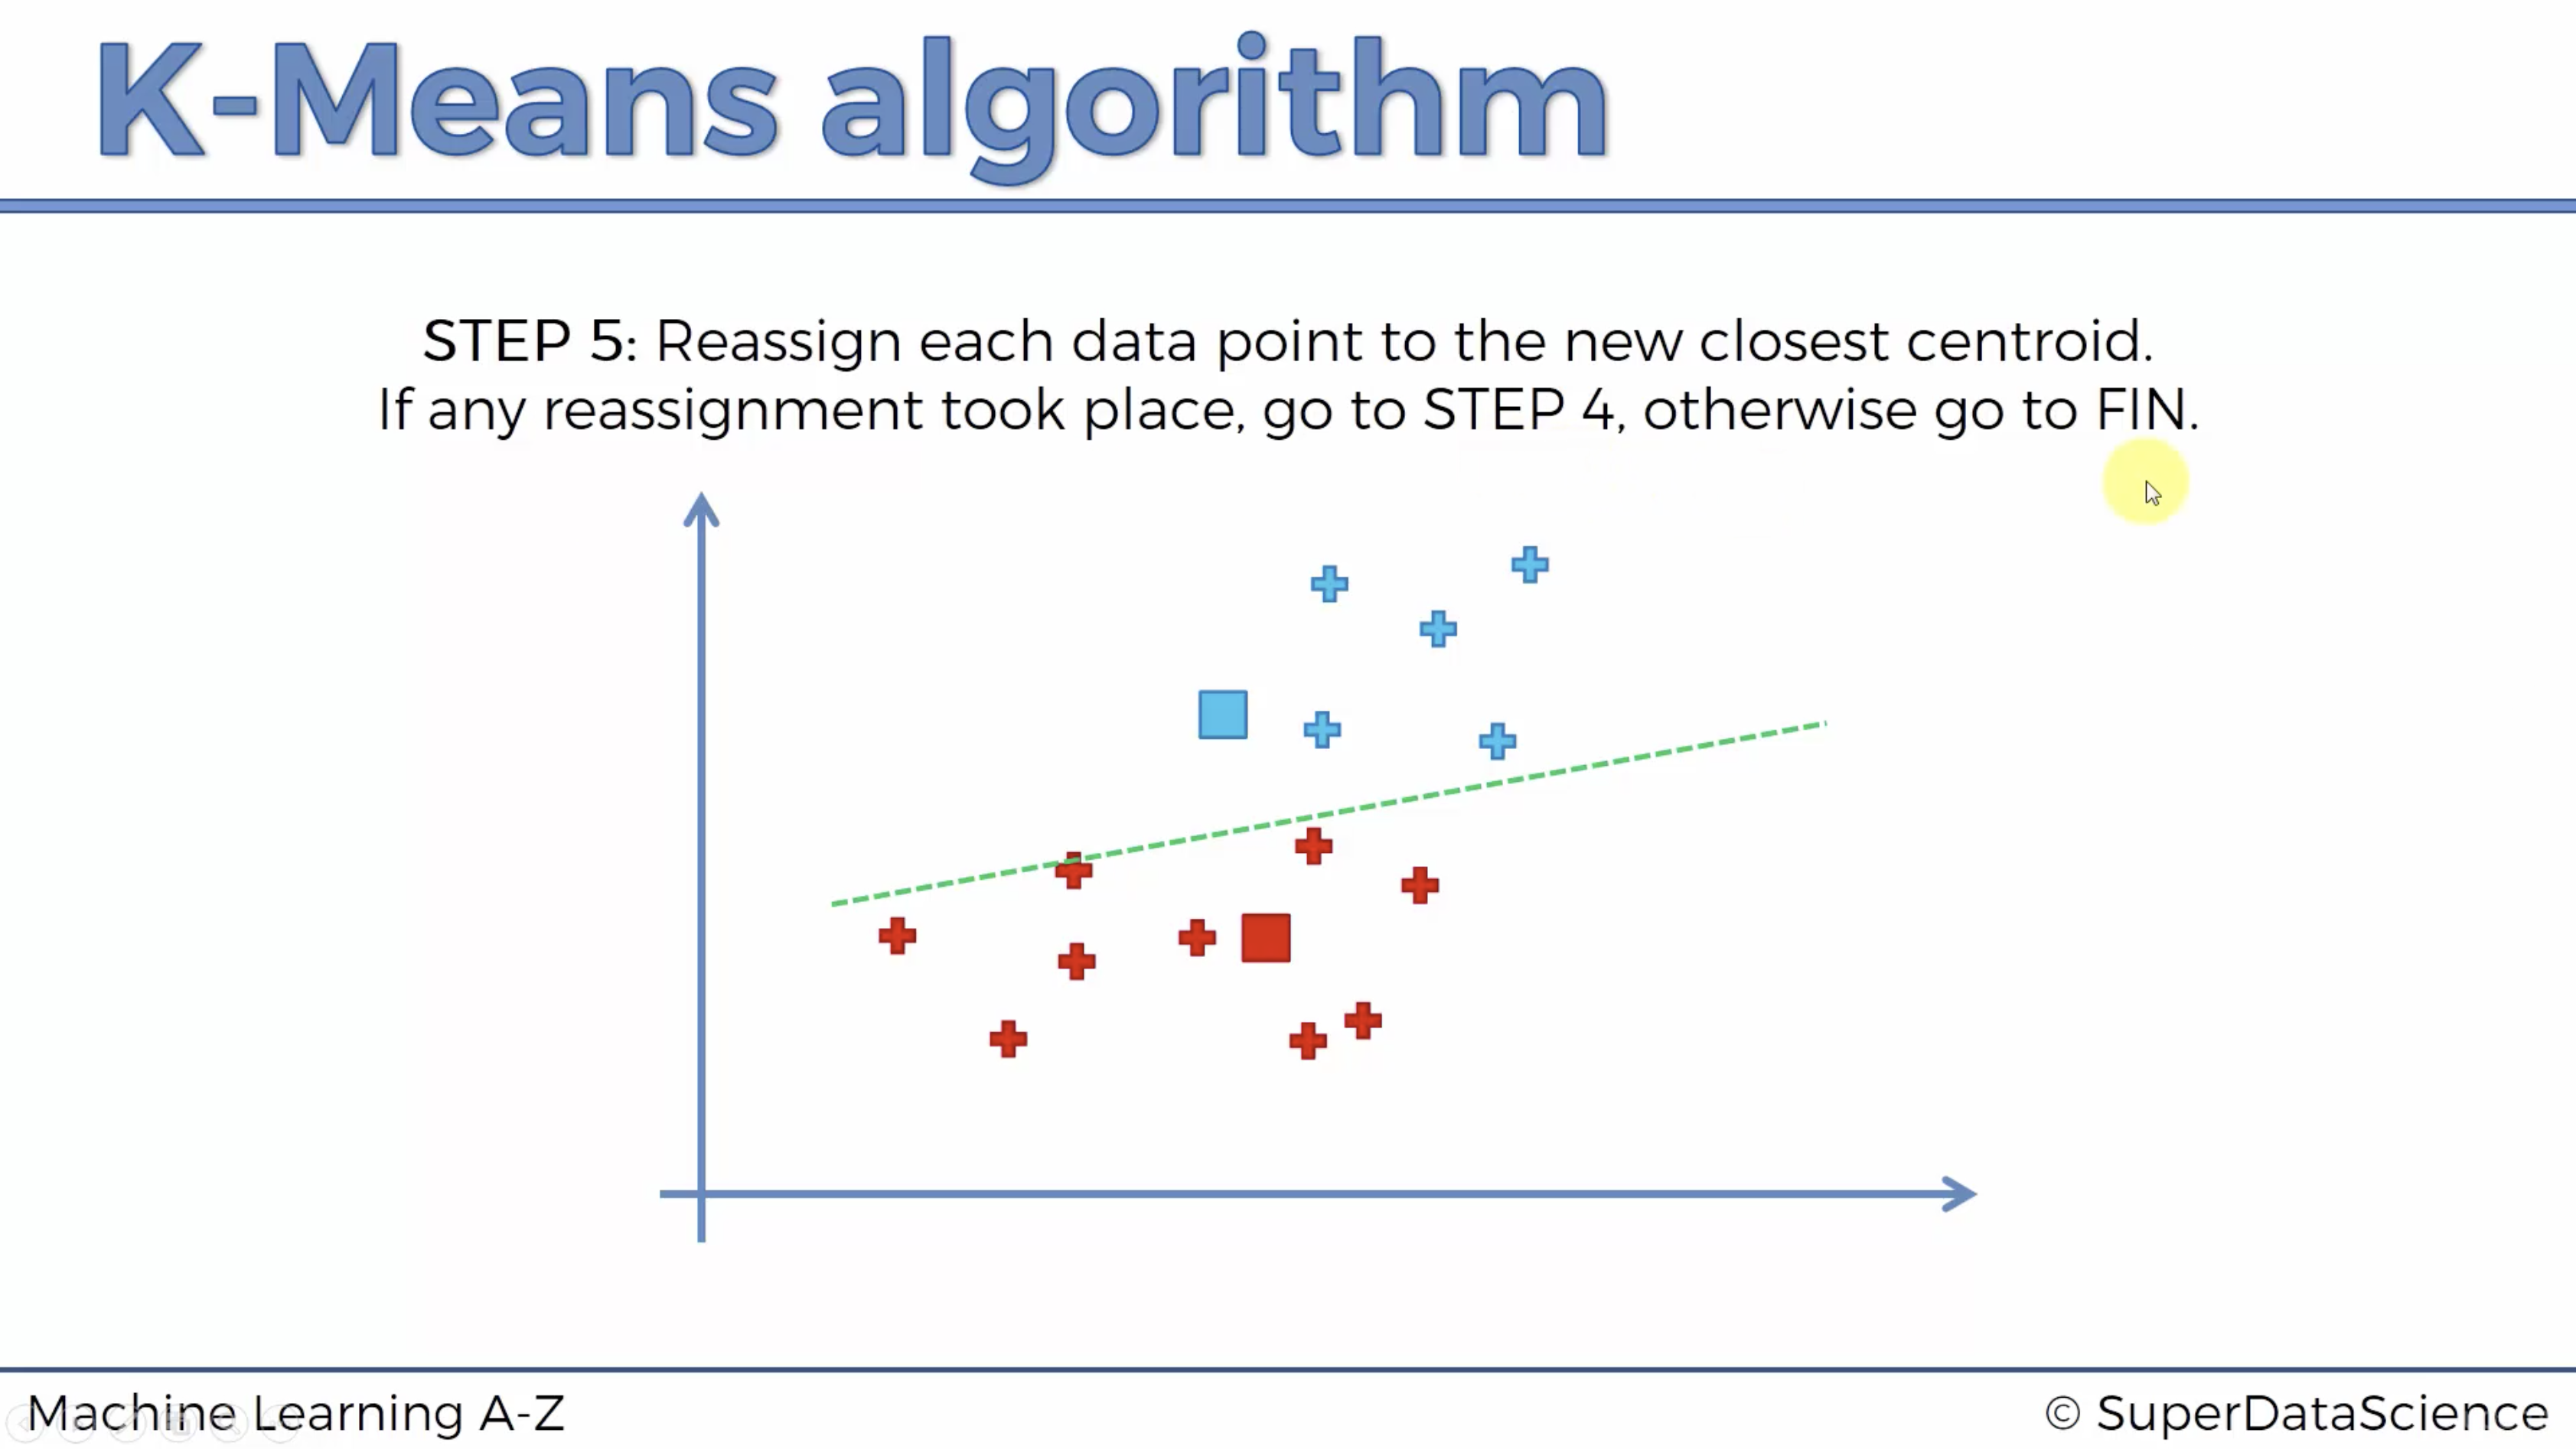 K-Means algorithm
STEP 5: Reassign each data point to the new closest centroid.
If any reassignment took place, go to STEP 4, otherwise go to FIN.
Machine Learning A-Z
© SuperDataScience